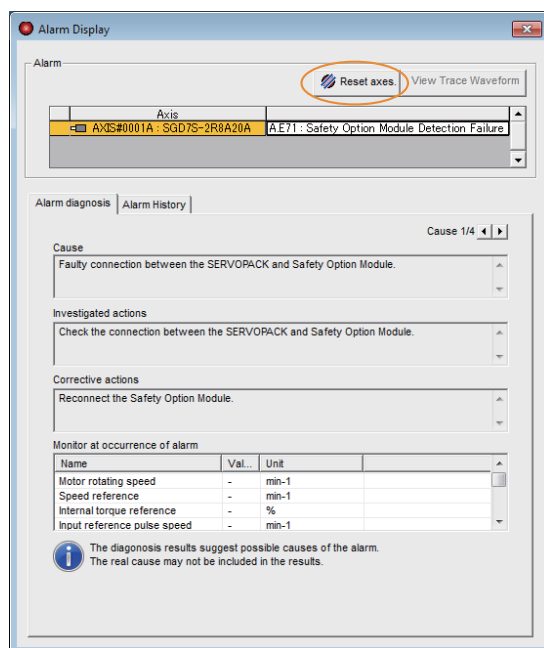 Alarm Display
Alarm
Reset axes.
View Trace Waveform
Axis
AXIS#0001A : SGD7S-2R8A20A A.E71 : Safety Option Module Detection Failure
Alarm diagnosis Alarm History
Cause 1/4
Cause
Faulty connection between the SERVOPACK and Safety Option Module.
Investigated actions
Check the connection between the SERVOPACK and Safety Option Module.
Corrective actions
Reconnect the Safety Option Module.
Monitor at occurrence of alarm
Name Val... Unit
Motor rotating speed - min-1
Speed reference - min-1
Internal torque reference - %
Input reference pulse speed - min-1
The diagonosis results suggest possible causes of the alarm.
The real cause may not be included in the results.